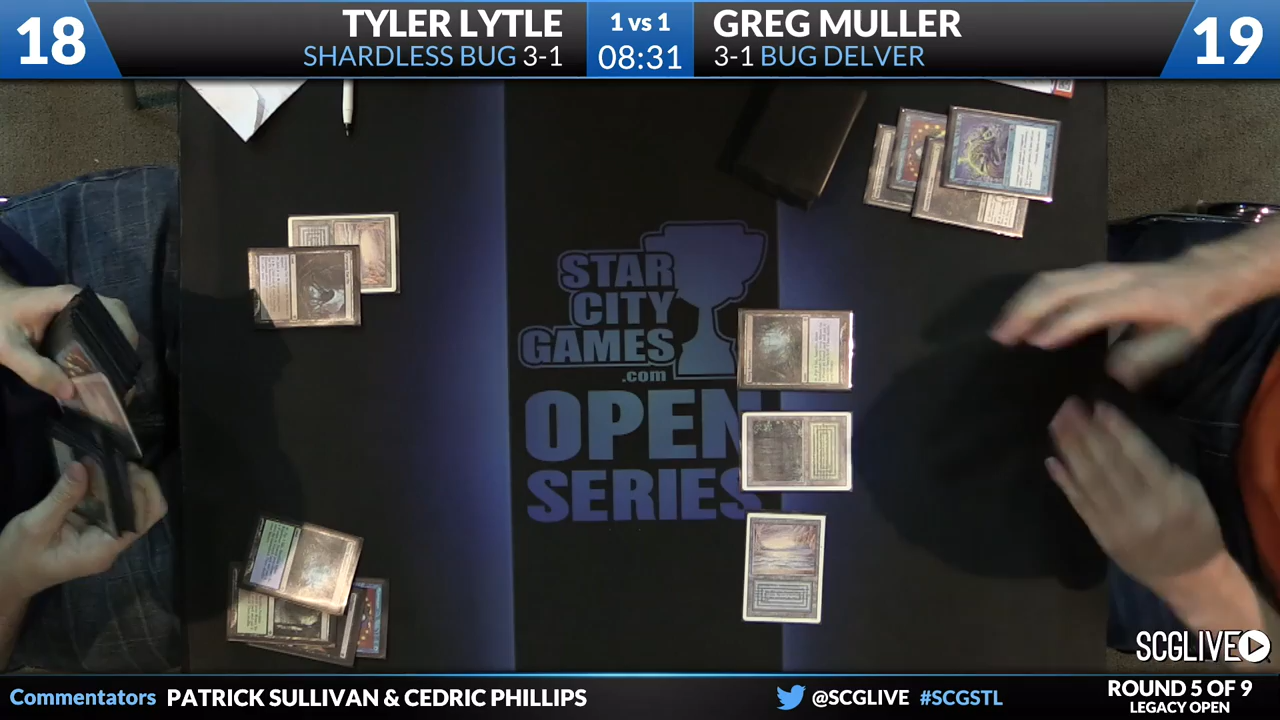 18
TYLER LYTLE
SHARDLESS BUG 3-1
1 vs 1
08:31
GREG MULLER
3-1 BUG DELVER
19
STAR
CITY
GAMES
.com
OPEN
SERIES
SCGLIVE
Commentators PATRICK SULLIVAN & CEDRIC PHILLIPS
@SCGLIVE #SCGSTL
ROUND 5 OF 9
LEGACY OPEN